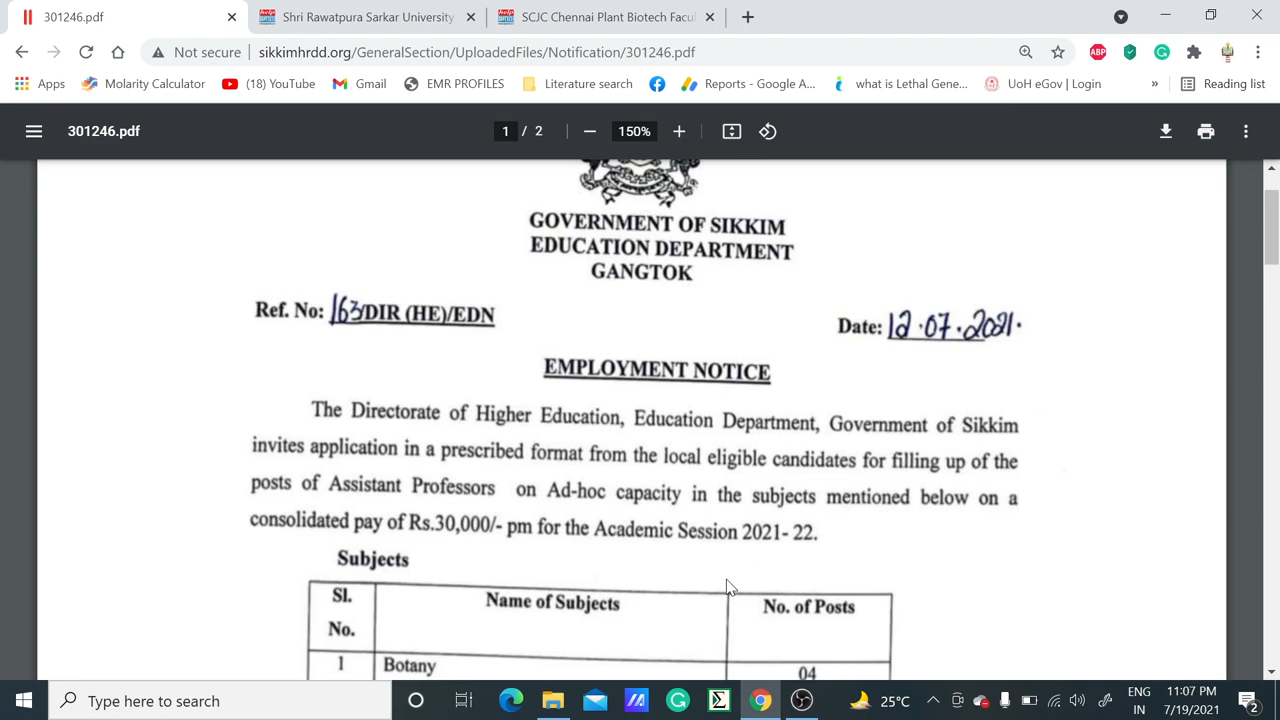 301246.pdf
Shri Rawatpura Sarkar University
SCJC Chennai Plant Biotech Facul
Not secure
sikkimhrdd.org/GeneralSection/UploadedFiles/Notification/301246.pdf
ABP
Apps
Molarity Calculator
(18) YouTube
Gmail
EMR PROFILES
Literature search
Reports - Google A...
what is Lethal Gene...
UoH eGov | Login
»
Reading list
301246.pdf
1 / 2
150%
GOVERNMENT OF SIKKIM
EDUCATION DEPARTMENT
GANGTOK
Ref. No: 163/DIR (HE)/EDN
Date: 12.07.2021.
EMPLOYMENT NOTICE
The Directorate of Higher Education, Education Department, Government of Sikkim
invites application in a prescribed format from the local eligible candidates for filling up of the
posts of Assistant Professors on Ad-hoc capacity in the subjects mentioned below on a
consolidated pay of Rs.30,000/- pm for the Academic Session 2021- 22.
Subjects
Sl. No.
Name of Subjects
No. of Posts
1
Botany
04
Type here to search
25°C
ENG
IN
11:07 PM
7/19/2021
2